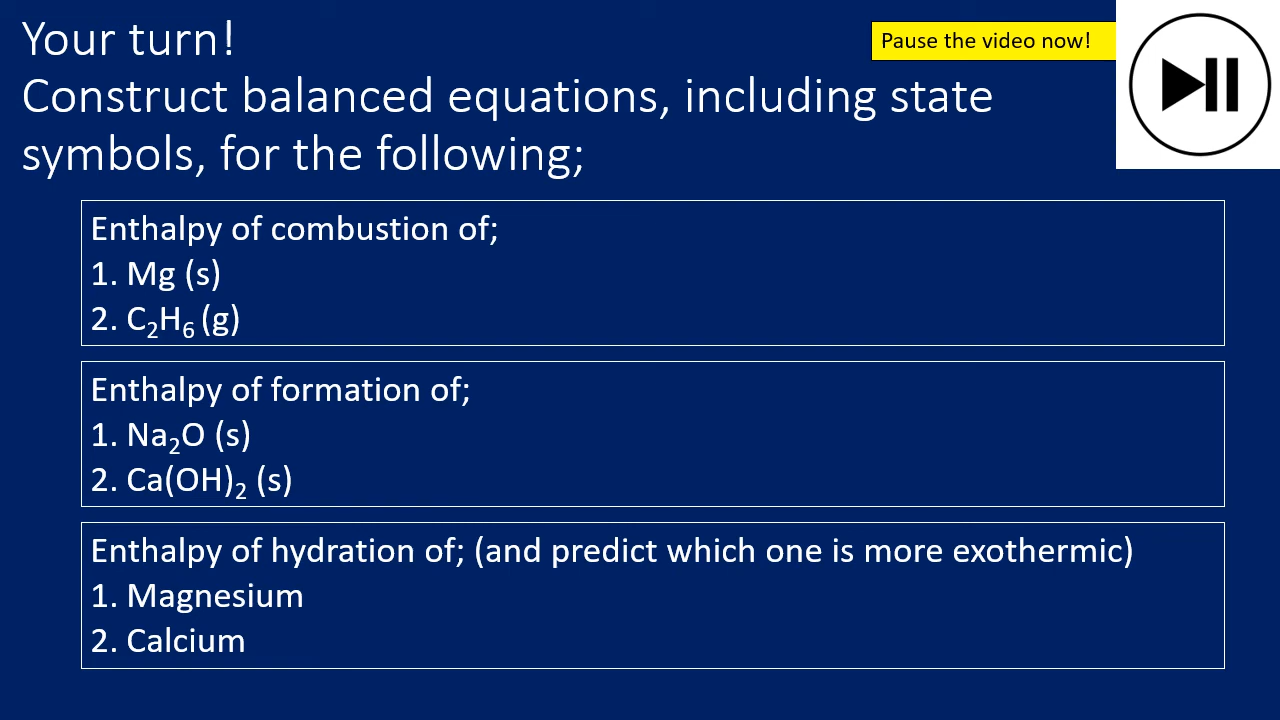 Your turn!
Pause the video now!
Construct balanced equations, including state
symbols, for the following;
Enthalpy of combustion of;
1. Mg (s)
2. C₂H₆ (g)
Enthalpy of formation of;
1. Na₂O (s)
2. Ca(OH)₂ (s)
Enthalpy of hydration of; (and predict which one is more exothermic)
1. Magnesium
2. Calcium